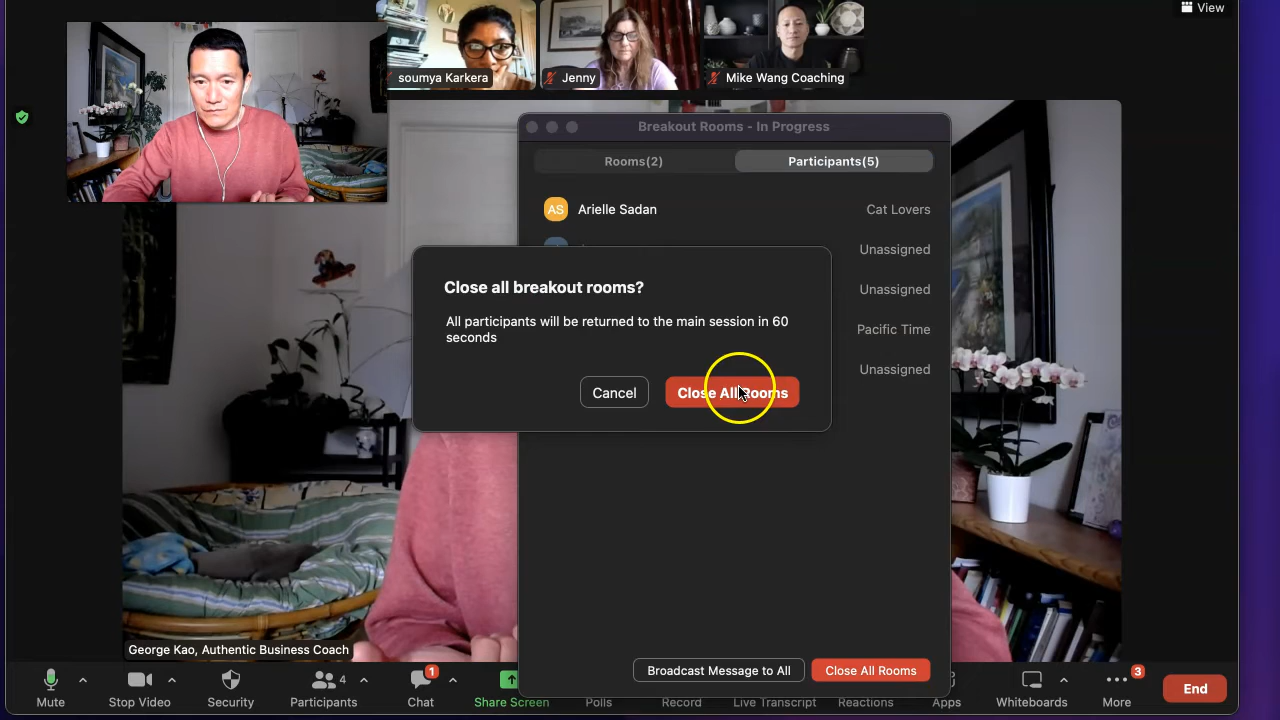 View
soumya Karkera
Jenny
Mike Wang Coaching
Breakout Rooms - In Progress
Rooms(2)
Participants(5)
AS Arielle Sadan
Cat Lovers
Unassigned
Unassigned
Pacific Time
Unassigned
Close all breakout rooms?
All participants will be returned to the main session in 60
seconds
Cancel
Close All Rooms
George Kao, Authentic Business Coach
Broadcast Message to All
Close All Rooms
Mute
Stop Video
Security
4
Participants
1
Chat
Share Screen
Polls
Record
Live Transcript
Reactions
Apps
Whiteboards
3
More
End